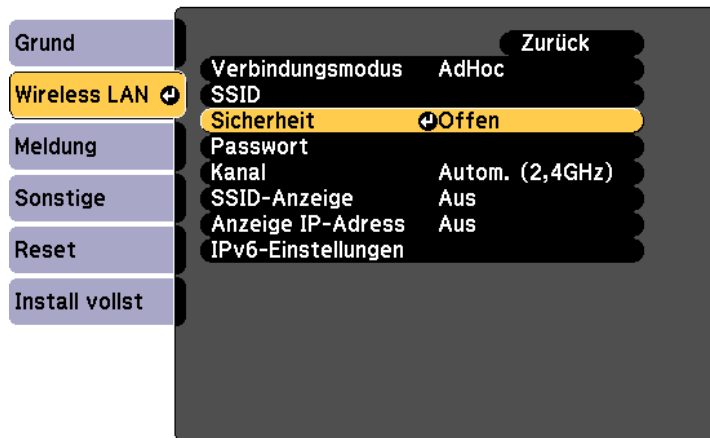 Grund
Wireless LAN
Meldung
Sonstige
Reset
Install vollst
Zurück
Verbindungsmodus AdHoc
SSID
Sicherheit Offen
Passwort
Kanal Autom. (2,4GHz)
SSID-Anzeige Aus
Anzeige IP-Adress Aus
IPv6-Einstellungen